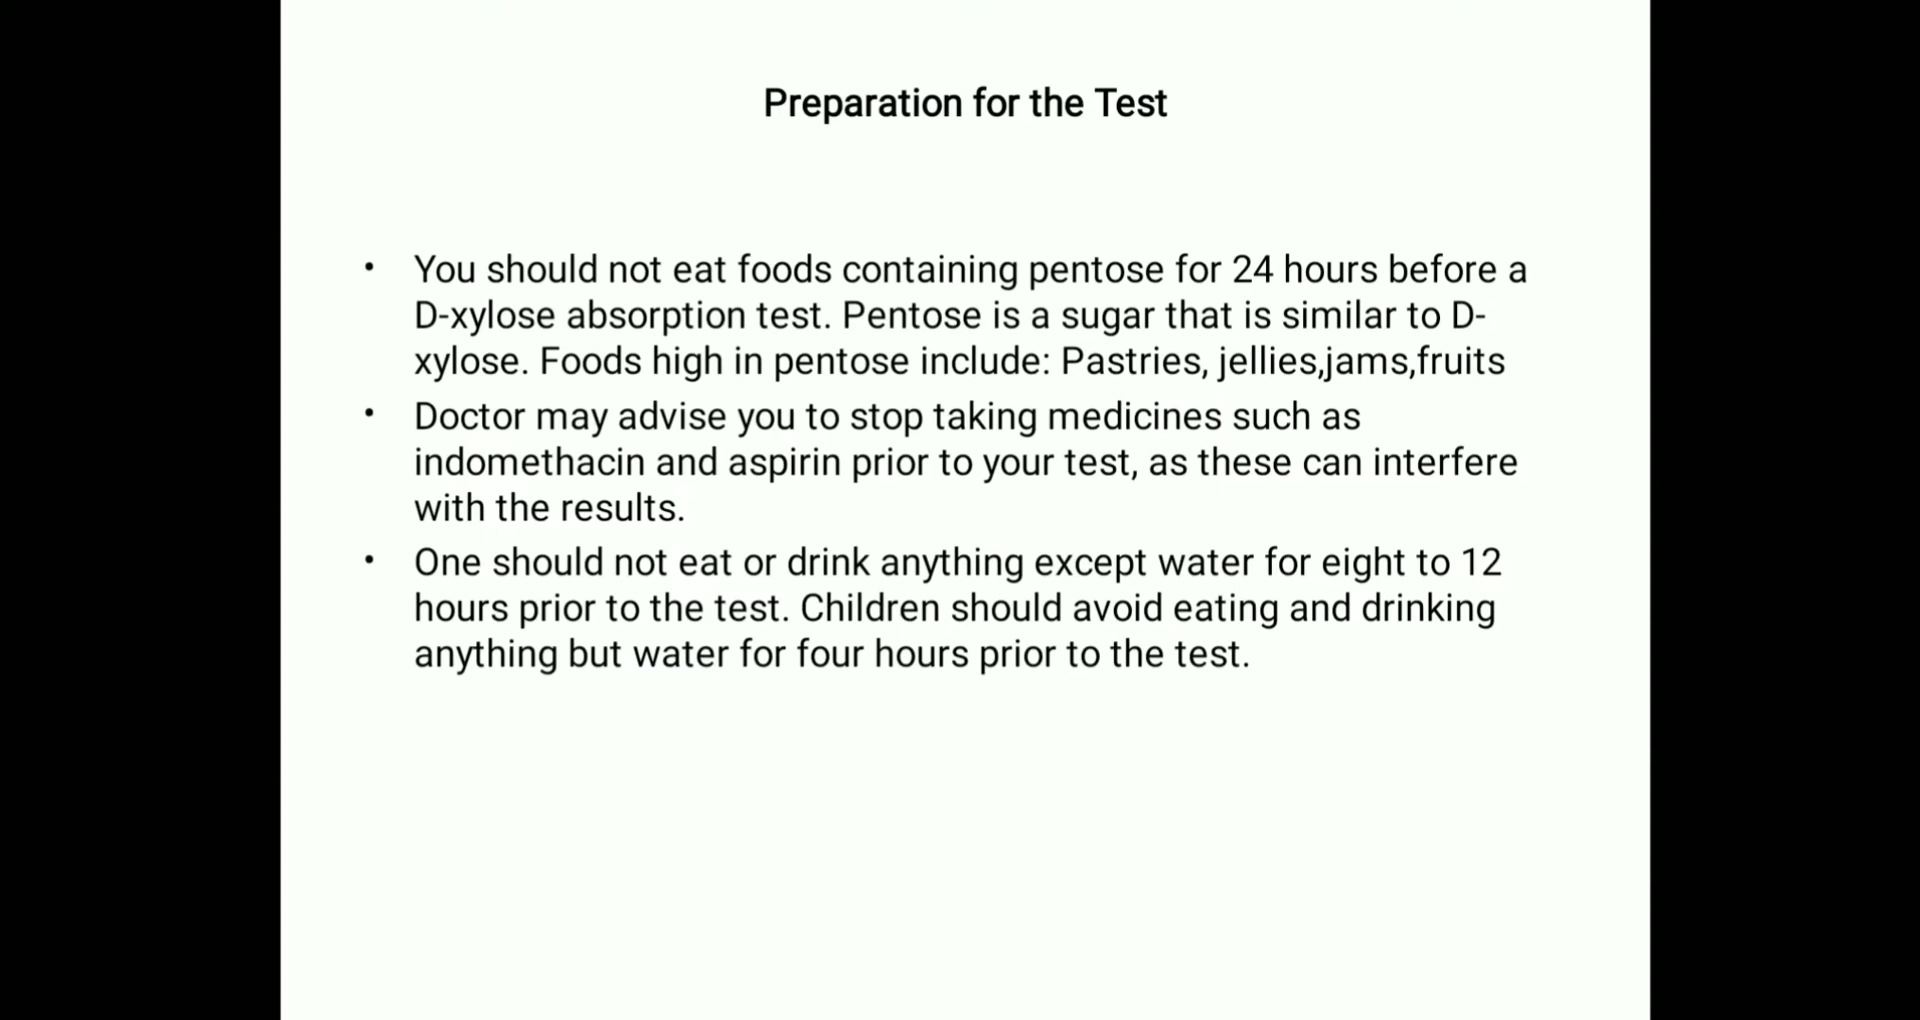 Preparation for the Test
• You should not eat foods containing pentose for 24 hours before a
D-xylose absorption test. Pentose is a sugar that is similar to D-
xylose. Foods high in pentose include: Pastries, jellies,jams,fruits
• Doctor may advise you to stop taking medicines such as
indomethacin and aspirin prior to your test, as these can interfere
with the results.
• One should not eat or drink anything except water for eight to 12
hours prior to the test. Children should avoid eating and drinking
anything but water for four hours prior to the test.